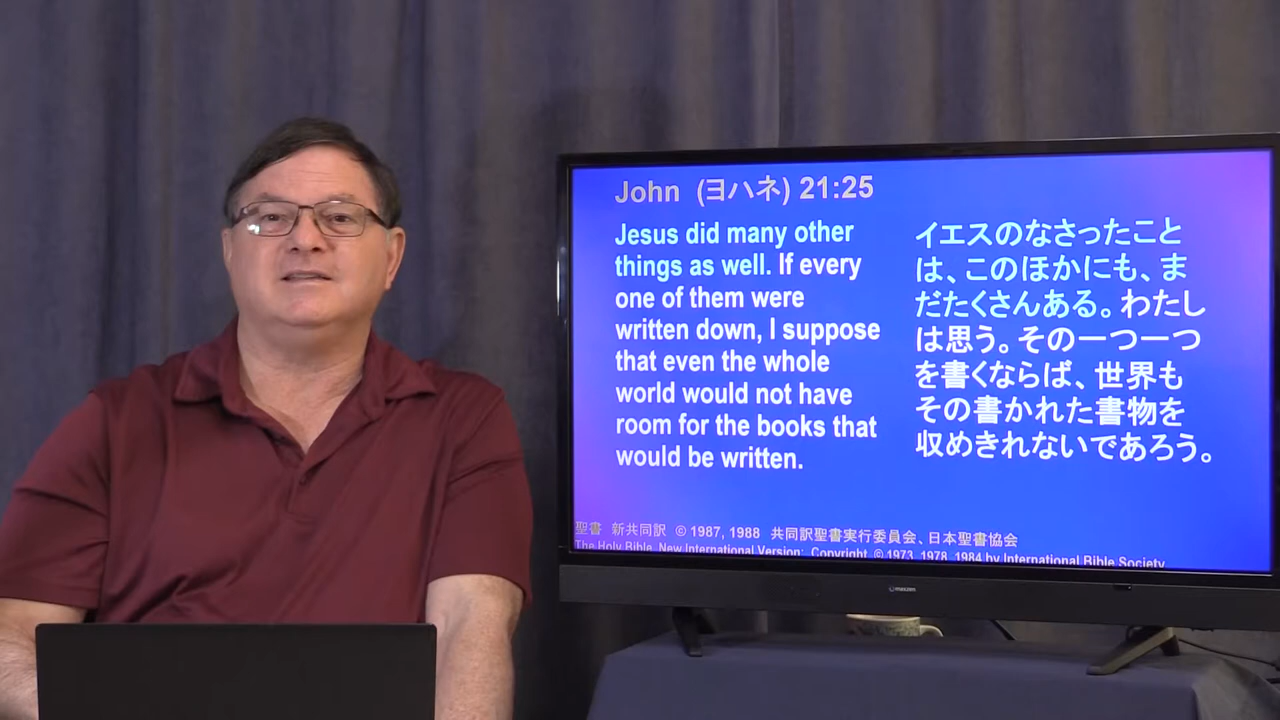 John (ヨハネ) 21:25
Jesus did many other
things as well. If every
one of them were
written down, I suppose
that even the whole
world would not have
room for the books that
would be written.
イエスのなさったこと
は、このほかにも、ま
だたくさんある。わたし
は思う。その一つ一つ
を書くならば、世界も
その書かれた書物を
収めきれないであろう。
聖書 新共同訳 © 1987, 1988 共同訳聖書実行委員会、日本聖書協会
The Holy Bible, New International Version; Copyright © 1973, 1978, 1984 by International Bible Society
maxzen